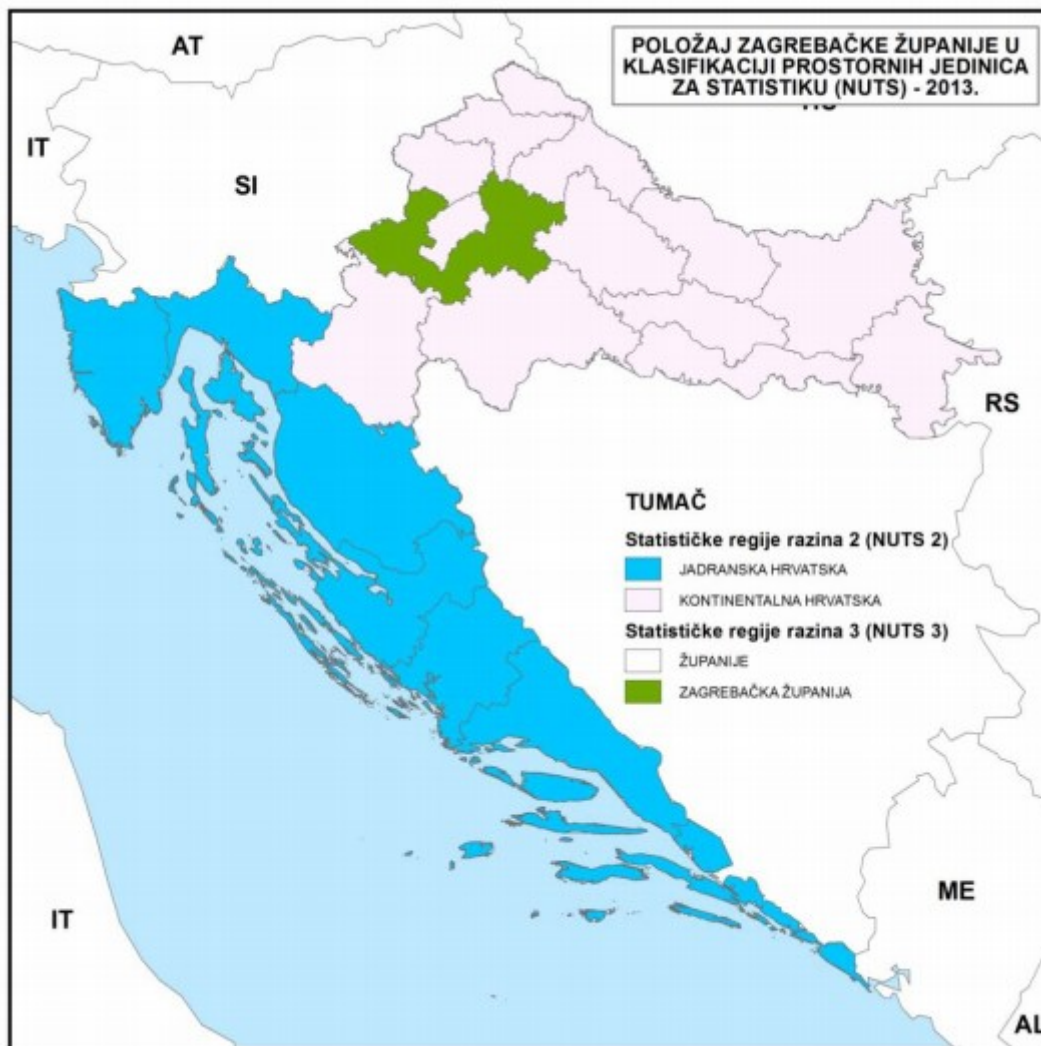 POLOŽAJ ZAGREBAČKE ŽUPANIJE U
KLASIFIKACIJI PROSTORNIH JEDINICA
ZA STATISTIKU (NUTS) - 2013.
AT
IT
SI
RS
TUMAČ
Statističke regije razina 2 (NUTS 2)
JADRANSKA HRVATSKA
KONTINENTALNA HRVATSKA
Statističke regije razina 3 (NUTS 3)
ŽUPANIJE
ZAGREBAČKA ŽUPANIJA
ME
IT
AL